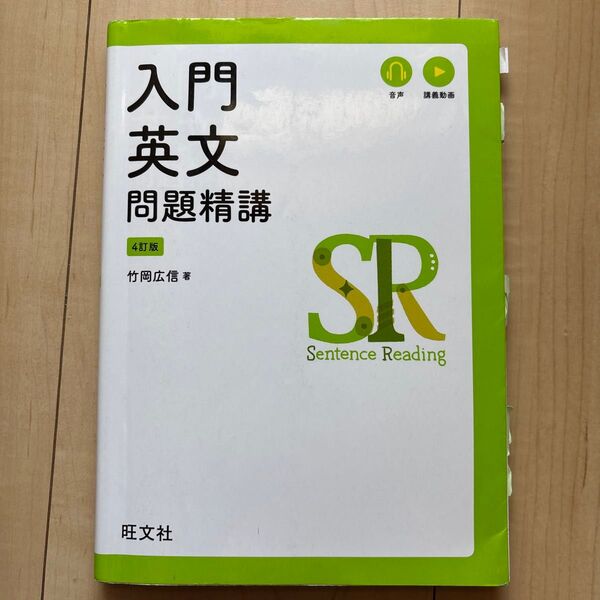 入門
英文
問題精講
4訂版
竹岡広信 著
音声
講義動画
SR
Sentence Reading
旺文社